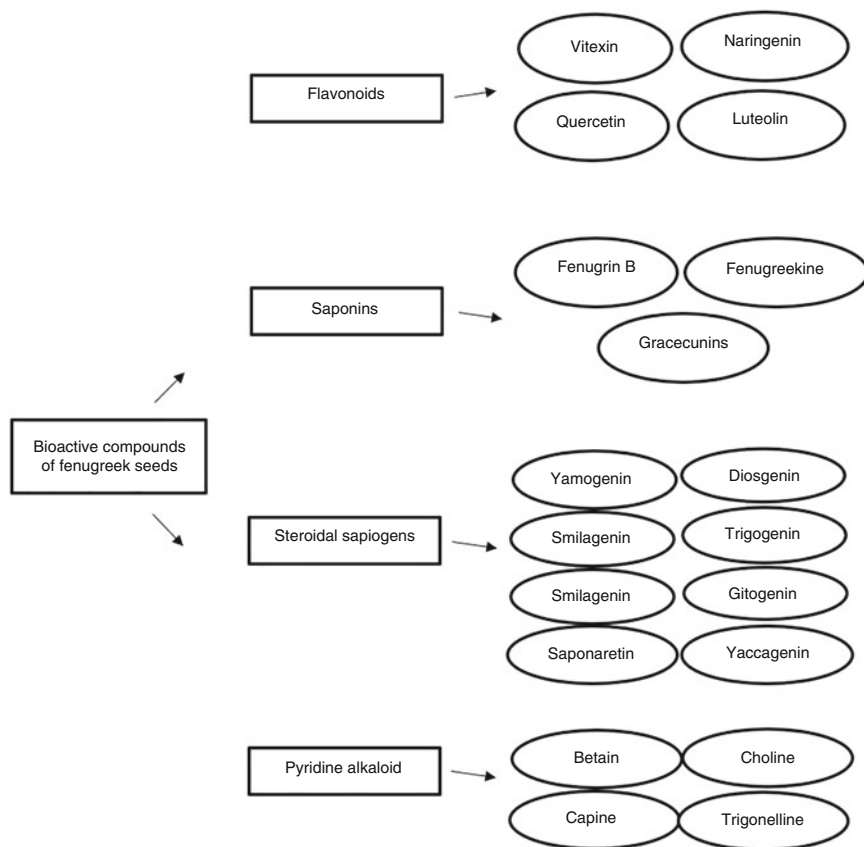 Bioactive compounds
of fenugreek seeds
Flavonoids
Vitexin
Naringenin
Quercetin
Luteolin
Saponins
Fenugrin B
Fenugreekine
Gracecunins
Steroidal sapiogens
Yamogenin
Diosgenin
Smilagenin
Trigogenin
Smilagenin
Gitogenin
Saponaretin
Yaccagenin
Pyridine alkaloid
Betain
Choline
Capine
Trigonelline